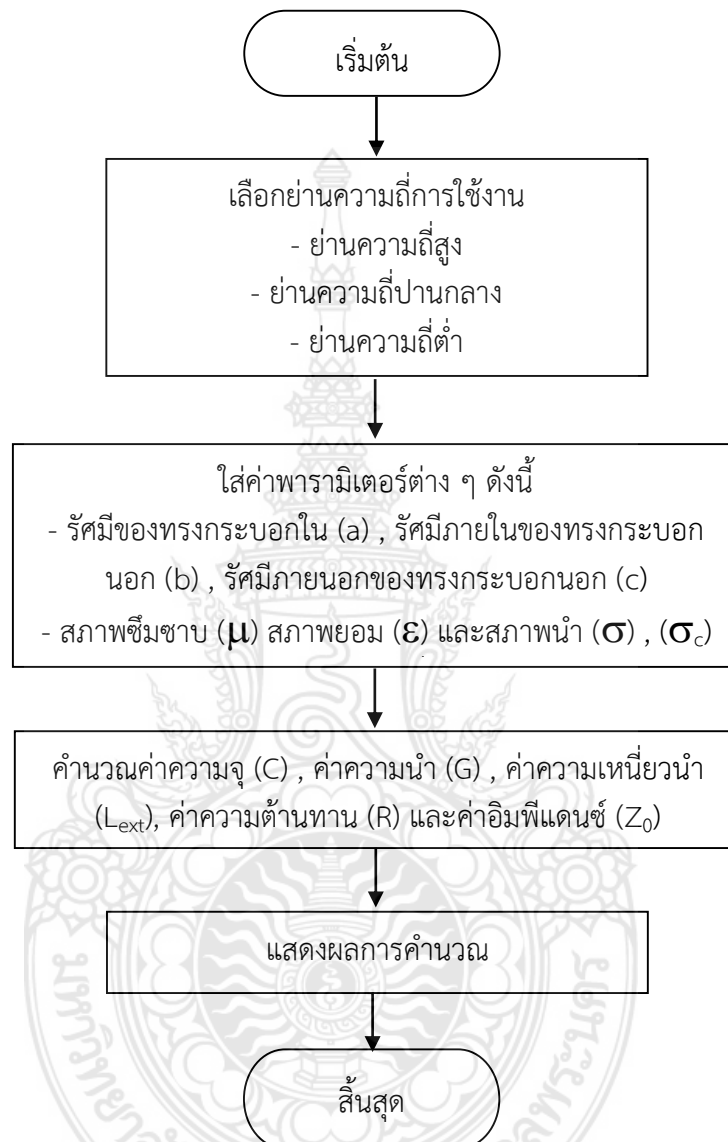 เริ่มต้น
เลือกย่านความถี่การใช้งาน
- ย่านความถี่สูง
- ย่านความถี่ปานกลาง
- ย่านความถี่ต่ำ
ใส่ค่าพารามิเตอร์ต่าง ๆ ดังนี้
- รัศมีของทรงกระบอกใน (a) , รัศมีภายในของทรงกระบอก
นอก (b) , รัศมีภายนอกของทรงกระบอกนอก (c)
- สภาพซึมซาบ (μ) สภาพยอม (ε) และสภาพนำ (σ) , (σc)
คำนวณค่าความจุ (C) , ค่าความนำ (G) , ค่าความเหนี่ยวนำ
(Lext), ค่าความต้านทาน (R) และค่าอิมพีแดนซ์ (Z0)
แสดงผลการคำนวณ
สิ้นสุด